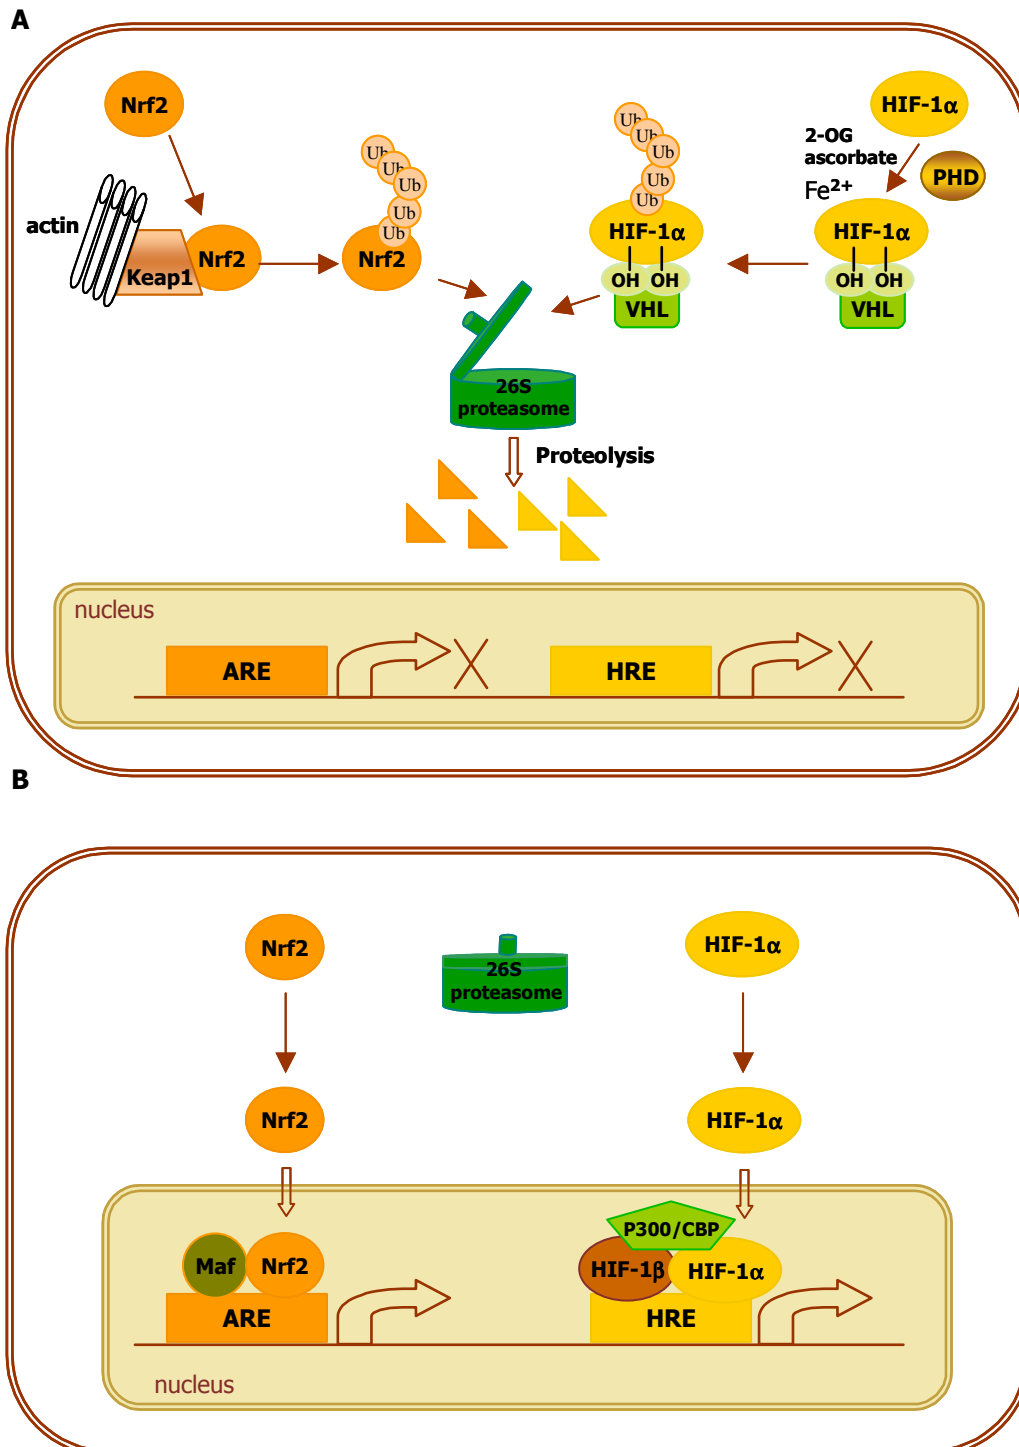 A
Nrf2
HIF-1α
2-OG
ascorbate
Fe²⁺
PHD
Ub
Ub
Ub
Ub
Ub
Ub
Ub
Ub
Ub
Ub
actin
Keap1
Nrf2
Nrf2
HIF-1α
OH OH
VHL
HIF-1α
OH OH
VHL
26S
proteasome
Proteolysis
nucleus
ARE
HRE
B
Nrf2
26S
proteasome
HIF-1α
Nrf2
HIF-1α
P300/CBP
Maf
Nrf2
HIF-1β
HIF-1α
ARE
HRE
nucleus